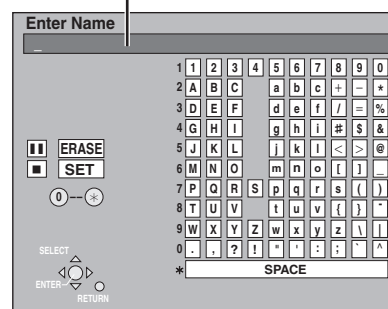 Enter Name
_
1 1 2 3 4 5 6 7 8 9 0
2 A B C a b c + − *
3 D E F d e f / = %
4 G H I g h i # $ &
5 J K L j k l < > @
6 M N O m n o [ ] _
7 P Q R S p q r s ( )
8 T U V t u v { } ¯
9 W X Y Z w x y z \ |
0 . , ? ! " ' : ; ` ^
* SPACE
ERASE
SET
0 -- *
SELECT
ENTER
RETURN